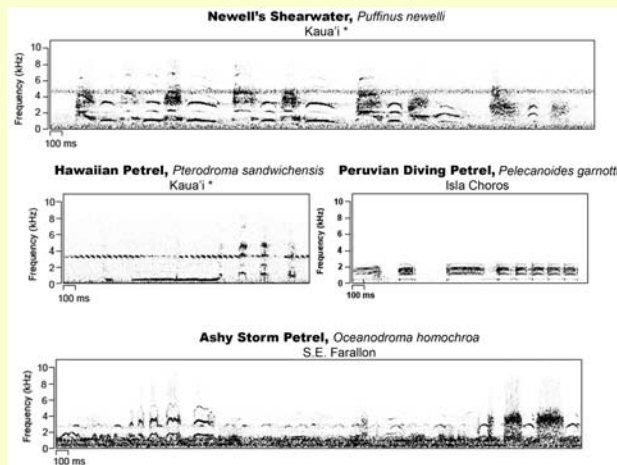 Newell's Shearwater, Puffinus newelli
Kaua'i *
Frequency (kHz)
10
8
6
4
2
0
100 ms
Hawaiian Petrel, Pterodroma sandwichensis
Kaua'i *
Frequency (kHz)
10
8
6
4
2
0
100 ms
Peruvian Diving Petrel, Pelecanoides garnotti
Isla Choros
Frequency (kHz)
10
8
6
4
2
0
100 ms
Ashy Storm Petrel, Oceanodroma homochroa
S.E. Farallon
Frequency (kHz)
10
8
6
4
2
0
100 ms